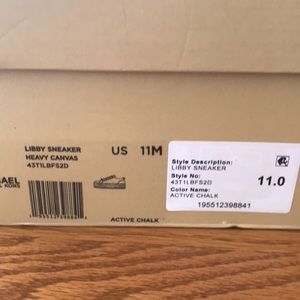 LIBBY SNEAKER
HEAVY CANVAS
43T1LBFS2D
US 11M
ACTIVE CHALK
Style Description:
LIBBY SNEAKER
Style No:
43T1LBFS2D
Color Name:
ACTIVE CHALK
11.0
195512398841